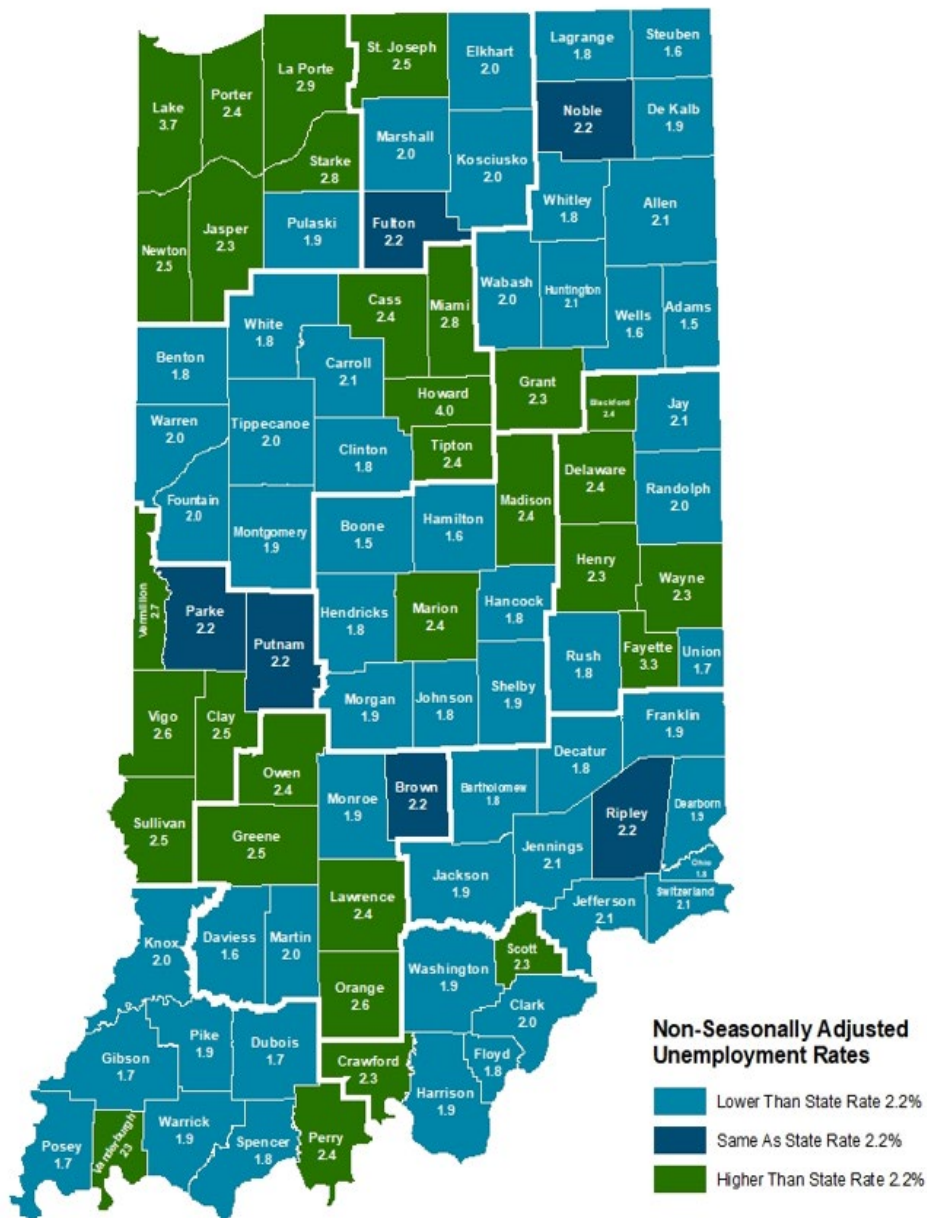 St. Joseph
2.5
Elkhart
2.0
Lagrange
1.8
Steuben
1.6
La Porte
2.9
Lake
3.7
Porter
2.4
Noble
2.2
De Kalb
1.9
Marshall
2.0
Kosciusko
2.0
Starke
2.8
Whitley
1.8
Allen
2.1
Newton
2.5
Jasper
2.3
Pulaski
1.9
Fulton
2.2
Wabash
2.0
Huntington
2.1
Wells
1.6
Adams
1.5
White
1.8
Cass
2.4
Miami
2.8
Benton
1.8
Carroll
2.1
Howard
4.0
Grant
2.3
Blackford
2.4
Jay
2.1
Warren
2.0
Tippecanoe
2.0
Clinton
1.8
Tipton
2.4
Madison
2.4
Delaware
2.4
Randolph
2.0
Fountain
2.0
Montgomery
1.9
Boone
1.5
Hamilton
1.6
Henry
2.3
Wayne
2.3
Vermillion
2.7
Parke
2.2
Putnam
2.2
Hendricks
1.8
Marion
2.4
Hancock
1.8
Rush
1.8
Fayette
3.3
Union
1.7
Vigo
2.6
Clay
2.5
Morgan
1.9
Johnson
1.8
Shelby
1.9
Franklin
1.9
Owen
2.4
Monroe
1.9
Brown
2.2
Bartholomew
1.8
Decatur
1.8
Ripley
2.2
Dearborn
1.9
Sullivan
2.5
Greene
2.5
Jennings
2.1
Ohio
1.8
Lawrence
2.4
Jackson
1.9
Jefferson
2.1
Switzerland
2.1
Knox
2.0
Daviess
1.6
Martin
2.0
Orange
2.6
Washington
1.9
Scott
2.3
Clark
2.0
Gibson
1.7
Pike
1.9
Dubois
1.7
Crawford
2.3
Harrison
1.9
Floyd
1.8
Posey
1.7
Vanderburgh
23
Warrick
1.9
Spencer
1.8
Perry
2.4
Non-Seasonally Adjusted
Unemployment Rates
Lower Than State Rate 2.2%
Same As State Rate 2.2%
Higher Than State Rate 2.2%